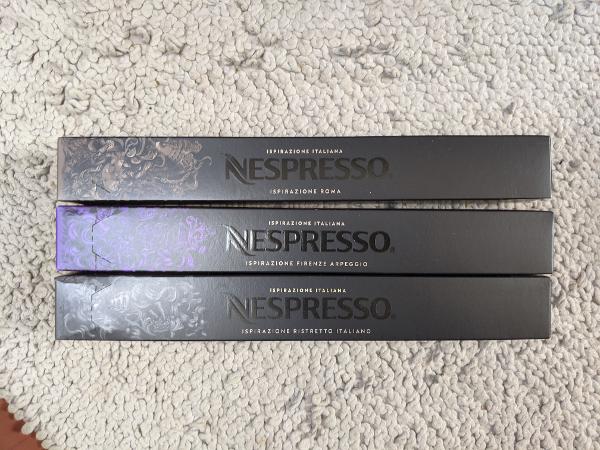 ISPIRAZIONE ITALIANA
NESPRESSO®
ISPIRAZIONE ROMA
ISPIRAZIONE ITALIANA
NESPRESSO®
ISPIRAZIONE FIRENZE ARPEGGIO
ISPIRAZIONE ITALIANA
NESPRESSO®
ISPIRAZIONE RISTRETTO ITALIANO